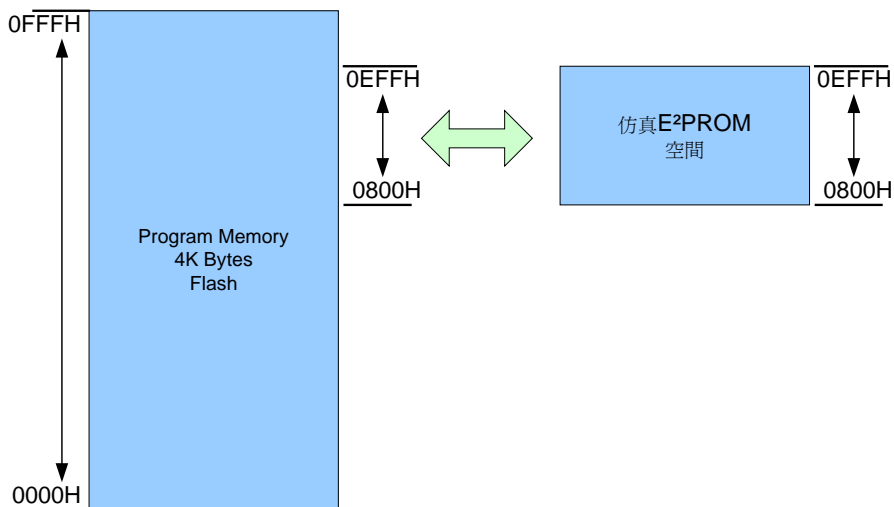 0FFFH
0EFFH
0800H
Program Memory
4K Bytes
Flash
0000H
仿真E²PROM
空間
0EFFH
0800H